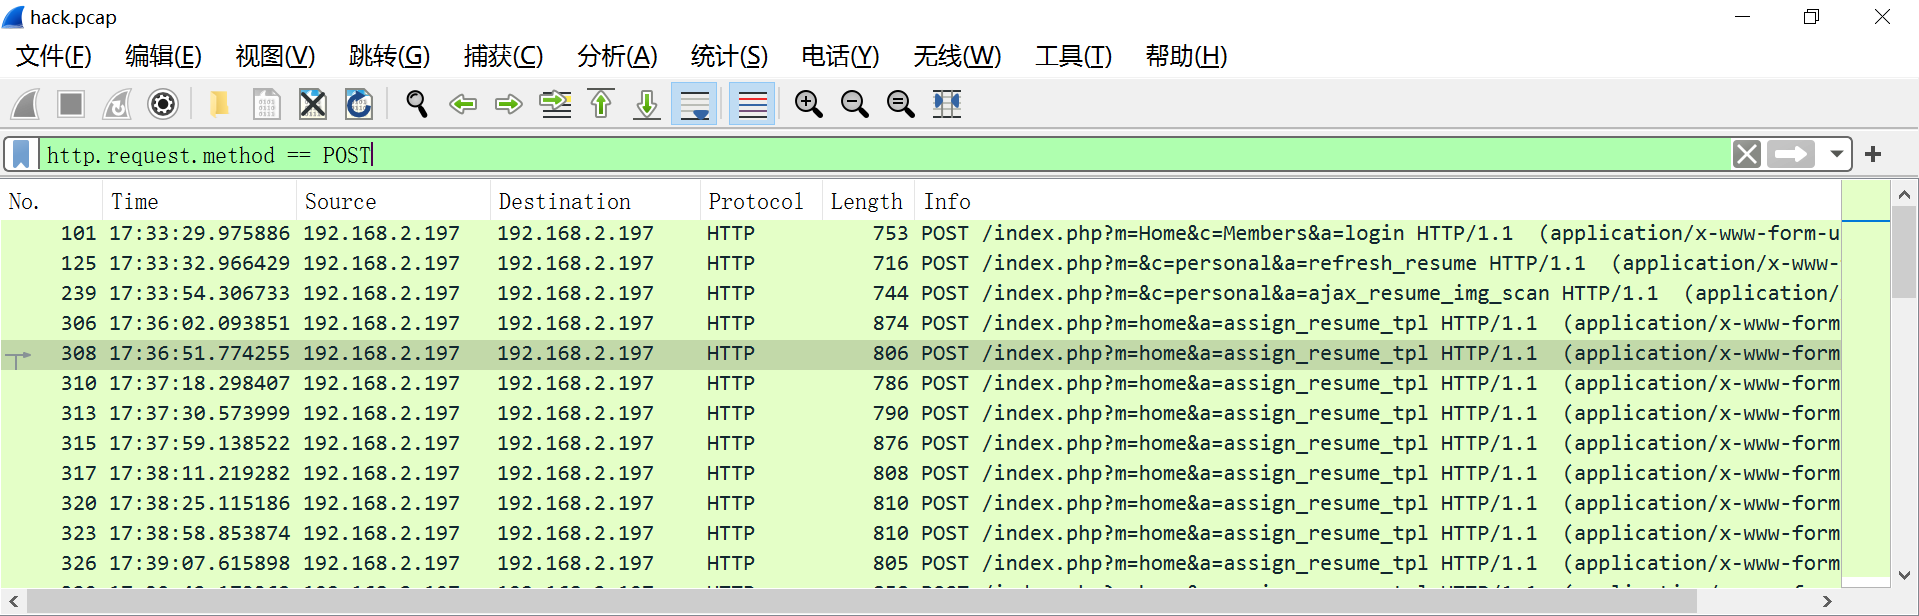 hack.pcap
文件(F) 编辑(E) 视图(V) 跳转(G) 捕获(C) 分析(A) 统计(S) 电话(Y) 无线(W) 工具(T) 帮助(H)
http.request.method == POST
No. Time Source Destination Protocol Length Info
101 17:33:29.975886 192.168.2.197 192.168.2.197 HTTP 753 POST /index.php?m=Home&c=Members&a=login HTTP/1.1 (application/x-www-form-u
125 17:33:32.966429 192.168.2.197 192.168.2.197 HTTP 716 POST /index.php?m=&c=personal&a=refresh_resume HTTP/1.1 (application/x-www-
239 17:33:54.306733 192.168.2.197 192.168.2.197 HTTP 744 POST /index.php?m=&c=personal&a=ajax_resume_img_scan HTTP/1.1 (application/
306 17:36:02.093851 192.168.2.197 192.168.2.197 HTTP 874 POST /index.php?m=home&a=assign_resume_tpl HTTP/1.1 (application/x-www-form
308 17:36:51.774255 192.168.2.197 192.168.2.197 HTTP 806 POST /index.php?m=home&a=assign_resume_tpl HTTP/1.1 (application/x-www-form
310 17:37:18.298407 192.168.2.197 192.168.2.197 HTTP 786 POST /index.php?m=home&a=assign_resume_tpl HTTP/1.1 (application/x-www-form
313 17:37:30.573999 192.168.2.197 192.168.2.197 HTTP 790 POST /index.php?m=home&a=assign_resume_tpl HTTP/1.1 (application/x-www-form
315 17:37:59.138522 192.168.2.197 192.168.2.197 HTTP 876 POST /index.php?m=home&a=assign_resume_tpl HTTP/1.1 (application/x-www-form
317 17:38:11.219282 192.168.2.197 192.168.2.197 HTTP 808 POST /index.php?m=home&a=assign_resume_tpl HTTP/1.1 (application/x-www-form
320 17:38:25.115186 192.168.2.197 192.168.2.197 HTTP 810 POST /index.php?m=home&a=assign_resume_tpl HTTP/1.1 (application/x-www-form
323 17:38:58.853874 192.168.2.197 192.168.2.197 HTTP 810 POST /index.php?m=home&a=assign_resume_tpl HTTP/1.1 (application/x-www-form
326 17:39:07.615898 192.168.2.197 192.168.2.197 HTTP 805 POST /index.php?m=home&a=assign_resume_tpl HTTP/1.1 (application/x-www-form